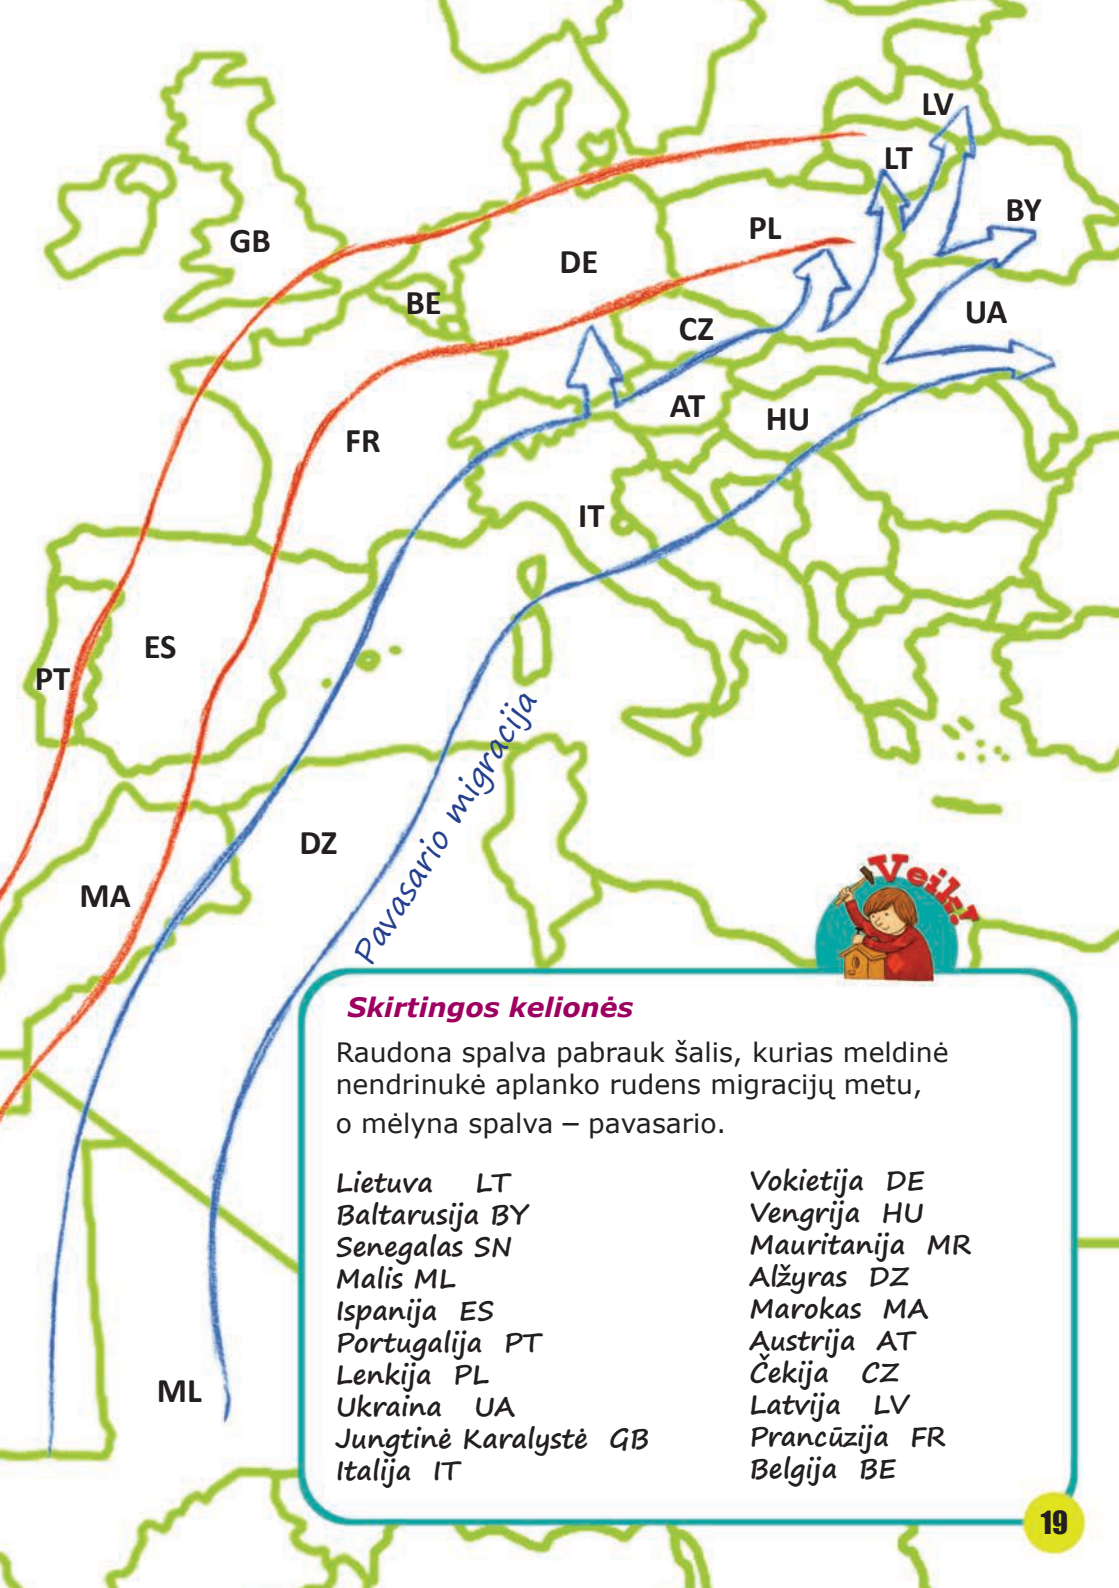 LV
LT
BY
PL
GB
DE
BE
UA
CZ
AT
HU
FR
IT
ES
PT
Pavasario migracija
DZ
MA
Veik!
ML
Skirtingos kelionės
Raudona spalva pabrauk šalis, kurias meldinė
nendrinukė aplanko rudens migracijų metu,
o mėlyna spalva – pavasario.
Lietuva LT
Baltarusija BY
Senegalas SN
Malis ML
Ispanija ES
Portugalija PT
Lenkija PL
Ukraina UA
Jungtinė Karalystė GB
Italija IT
Vokietija DE
Vengrija HU
Mauritanija MR
Alžyras DZ
Marokas MA
Austrija AT
Čekija CZ
Latvija LV
Prancūzija FR
Belgija BE
19